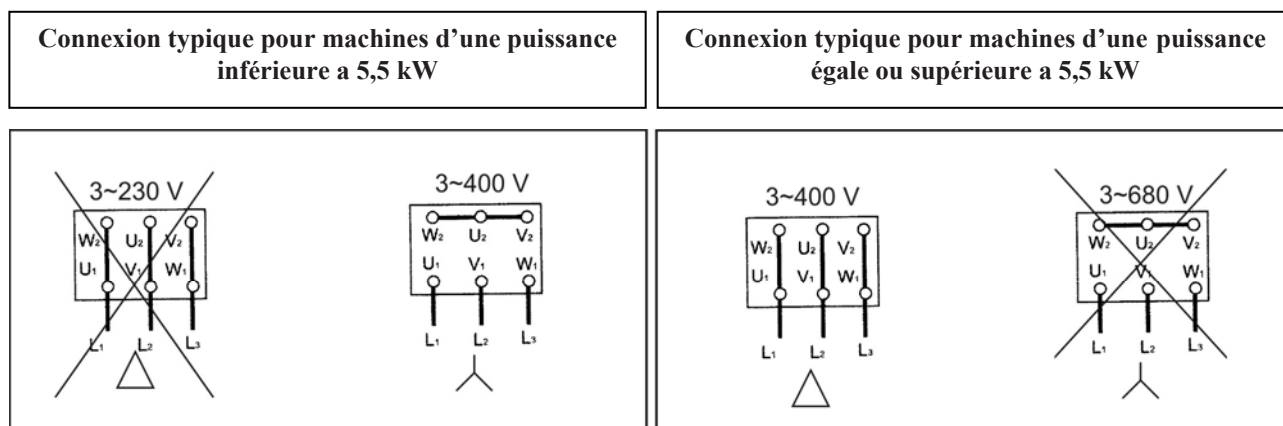 Connexion typique pour machines d’une puissance
inférieure a 5,5 kW
Connexion typique pour machines d’une puissance
égale ou supérieure a 5,5 kW
3~230 V
W₂ U₂ V₂
U₁ V₁ W₁
L₁ L₂ L₃
3~400 V
W₂ U₂ V₂
U₁ V₁ W₁
L₁ L₂ L₃
3~400 V
W₂ U₂ V₂
U₁ V₁ W₁
L₁ L₂ L₃
3~680 V
W₂ U₂ V₂
U₁ V₁ W₁
L₁ L₂ L₃